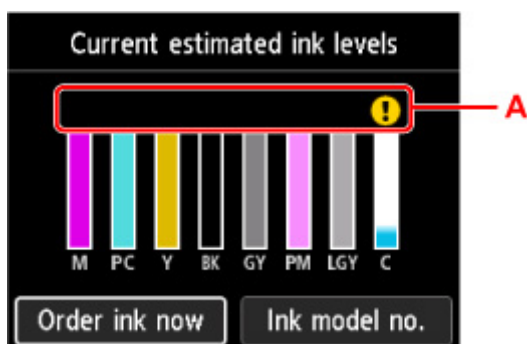 Current estimated ink levels
! A
M PC Y BK GY PM LGY C
Order ink now Ink model no.